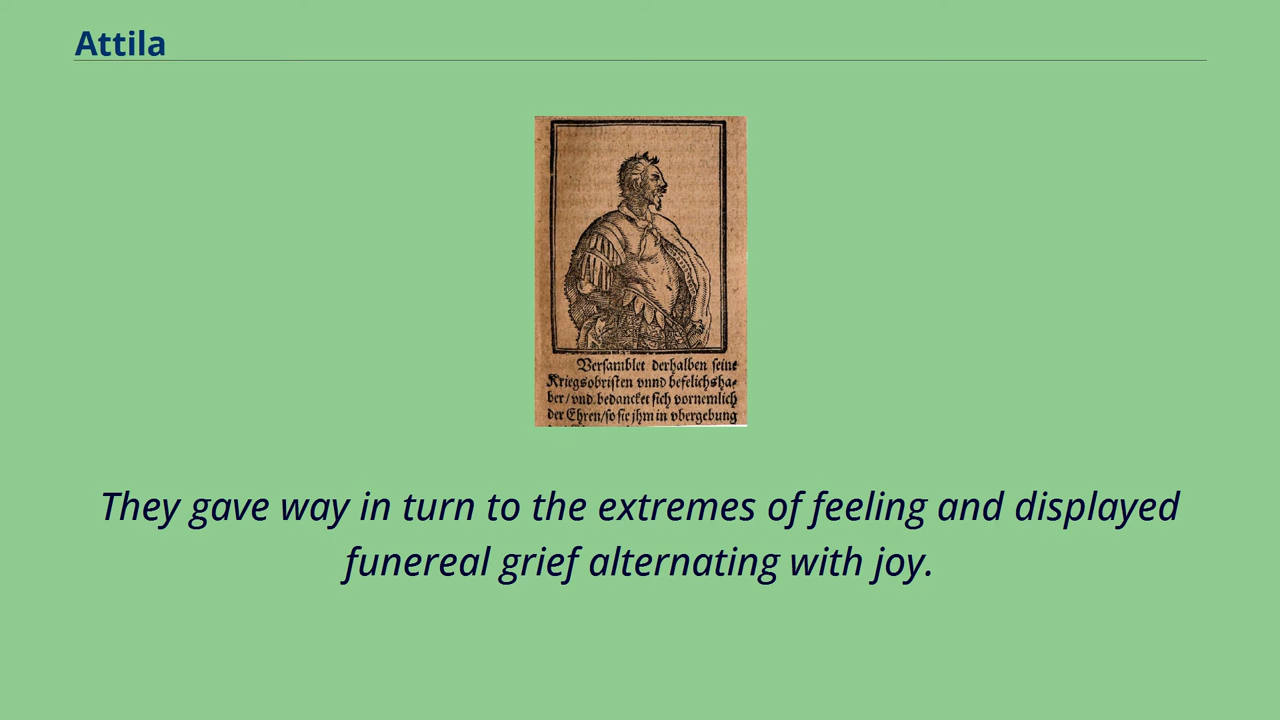 Attila
Versamblet derhalben seine
Kriegsobristen vnnd befelichsha-
ber/vnd bedancket sich vornemlich
der Ehren/so sie jhm in vbergebung
They gave way in turn to the extremes of feeling and displayed
funereal grief alternating with joy.